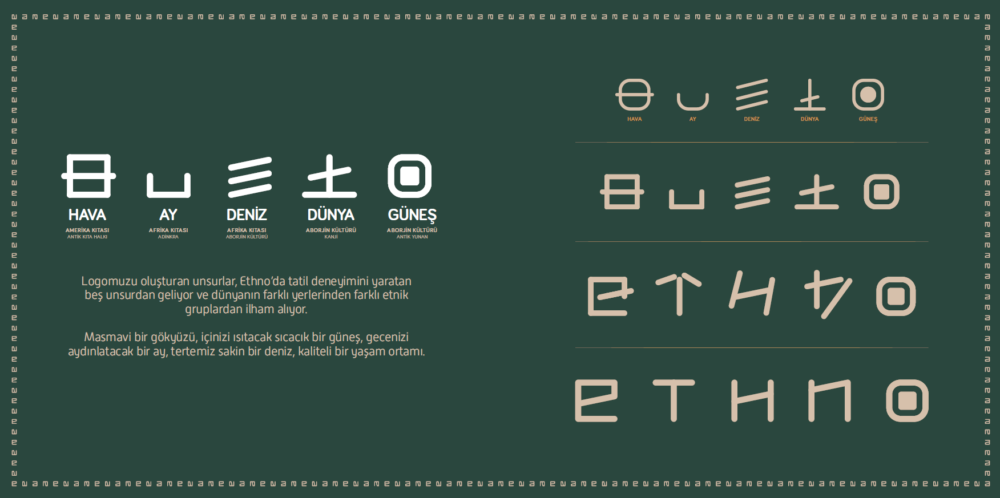 HAVA AY DENİZ DÜNYA GÜNEŞ
AMERİKA KITASI AFRİKA KITASI AFRİKA KITASI ABORJİN KÜLTÜRÜ ABORJİN KÜLTÜRÜ
ANTİK KITA HALKI ADİNKRA ABORJİN KÜLTÜRÜ KANJİ ANTİK YUNAN
Logomuzu oluşturan unsurlar, Ethno'da tatil deneyimini yaratan
beş unsurdan geliyor ve dünyanın farklı yerlerinden farklı etnik
gruplardan ilham alıyor.
Masmavi bir gökyüzü, içinizi ısıtacak sıcacık bir güneş, gecenizi
aydınlatacak bir ay, tertemiz sakin bir deniz, kaliteli bir yaşam ortamı.
HAVA AY DENİZ DÜNYA GÜNEŞ
eTHNO